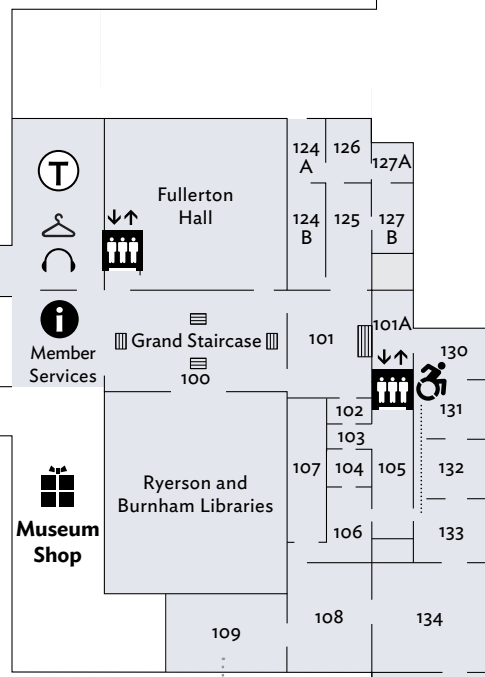 T
124
A
126
127A
Fullerton
Hall
124
B
125
127
B
i
Member
Services
Grand Staircase
100
101
101A
130
102
131
103
107
104
105
132
Ryerson and
Burnham Libraries
Museum
Shop
106
133
109
108
134